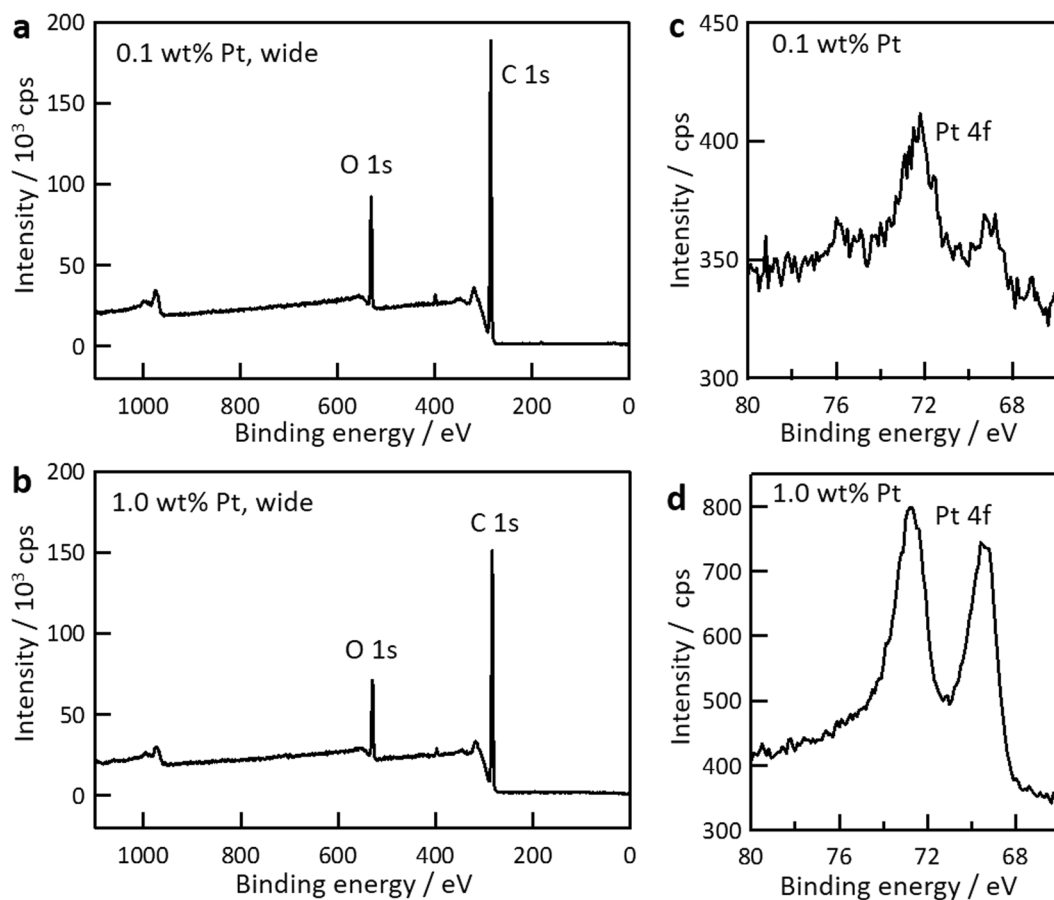 a
0.1 wt% Pt, wide
C 1s
O 1s
200
150
100
50
0
Intensity / 10³ cps
1000
800
600
400
200
0
Binding energy / eV
c
0.1 wt% Pt
Pt 4f
450
400
350
300
Intensity / cps
80
76
72
68
Binding energy / eV
b
1.0 wt% Pt, wide
C 1s
O 1s
200
150
100
50
0
Intensity / 10³ cps
1000
800
600
400
200
0
Binding energy / eV
d
1.0 wt% Pt
Pt 4f
800
700
600
500
400
300
Intensity / cps
80
76
72
68
Binding energy / eV